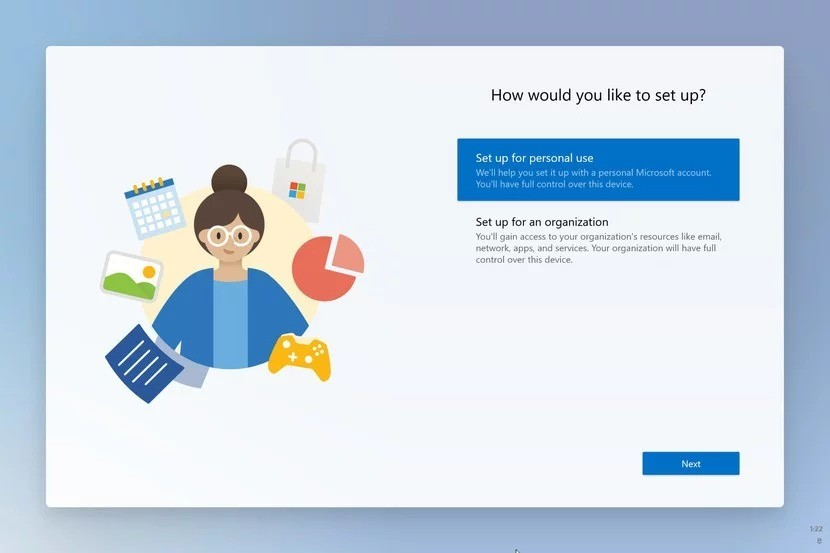 How would you like to set up?
Set up for personal use
We'll help you set it up with a personal Microsoft account.
You'll have full control over this device.
Set up for an organization
You'll gain access to your organization's resources like email,
network, apps, and services. Your organization will have full
control over this device.
Next
1:22